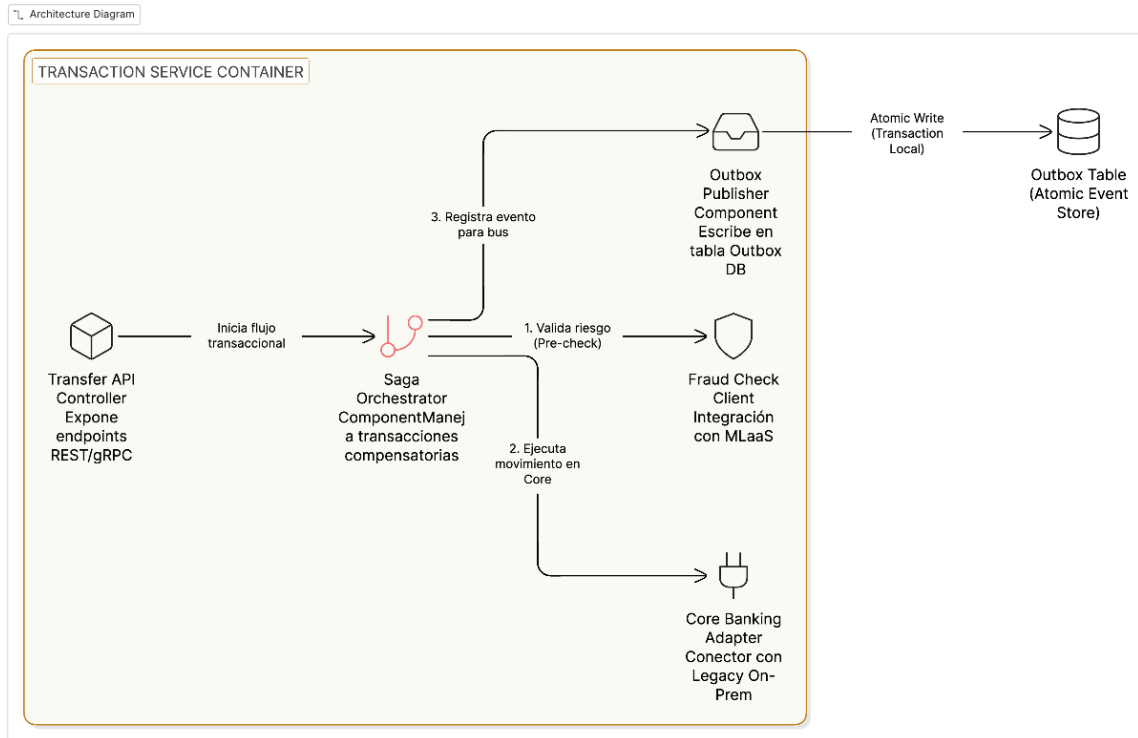 Architecture Diagram
TRANSACTION SERVICE CONTAINER
Atomic Write
(Transaction
Local)
Outbox
Publisher
Component
Escribe en
tabla Outbox
DB
Outbox Table
(Atomic Event
Store)
3. Registra evento
para bus
Inicia flujo
transaccional
1. Valida riesgo
(Pre-check)
Transfer API
Controller
Expone
endpoints
REST/gRPC
Saga
Orchestrator
ComponentManej
a transacciones
compensatorias
Fraud Check
Client
Integración
con MLaaS
2. Ejecuta
movimiento en
Core
Core Banking
Adapter
Conector con
Legacy On-
Prem